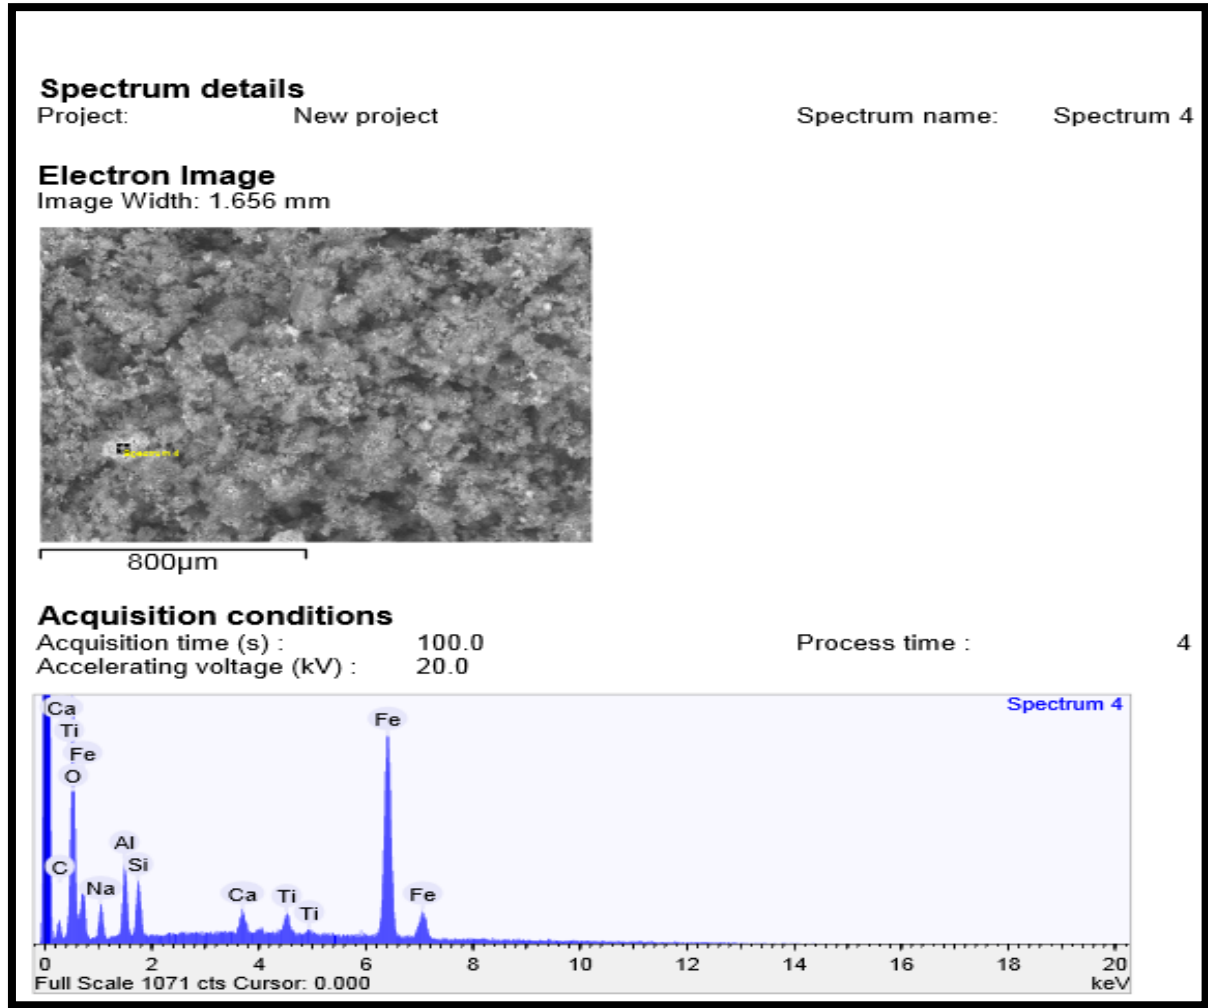 Spectrum details
Project: New project Spectrum name: Spectrum 4
Electron Image
Image Width: 1.656 mm
Spectrum 4
800µm
Acquisition conditions
Acquisition time (s) : 100.0 Process time : 4
Accelerating voltage (kV) : 20.0
Spectrum 4
Ca
Ti
Fe
O
C
Na
Al
Si
Ca
Ti
Ti
Fe
Fe
0 2 4 6 8 10 12 14 16 18 20
Full Scale 1071 cts Cursor: 0.000 keV